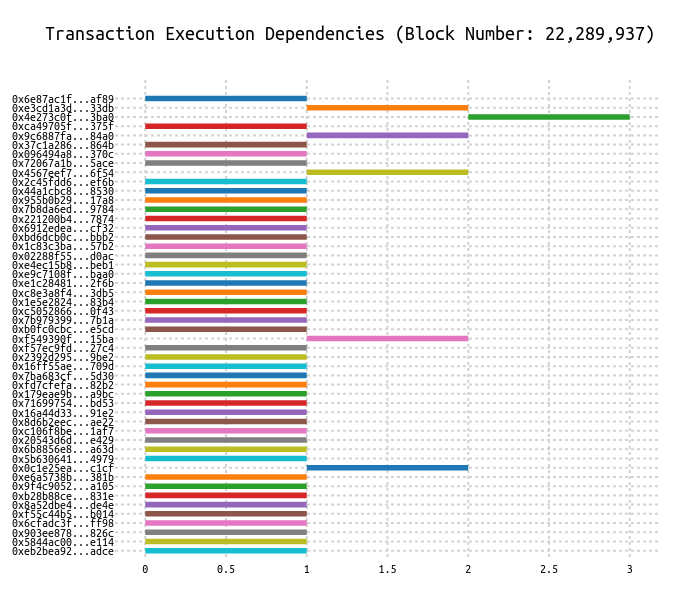 Transaction Execution Dependencies (Block Number: 22,289,937)
0x6e87ac1f...af89
0xe3cd1a3d...33db
0x4e273c0f...3ba0
0xca49705f...375f
0x9c6887fa...84a0
0x37c1a286...864b
0x096494a8...370c
0x72067a1b...5ace
0x4567eef7...6f54
0x2c45fdd6...ef6b
0x44a1cbc8...8530
0x955b0b29...17a8
0x7b8da6ed...9784
0x221200b4...7874
0x6912edea...cf32
0xbd6dcb0c...bbb2
0x1c83c3ba...57b2
0x02288f55...d0ac
0xe4ec15b8...beb1
0xe9c7108f...baa0
0xe1c28481...2f6b
0xc8e3a8f4...3db5
0x1e5e2824...83b4
0xc5052866...0f43
0x7b979399...7b1a
0xb0fc0cbc...e5cd
0xf549390f...15ba
0xf57ec9fd...27c4
0x2392d295...9be2
0x16ff55ae...709d
0x7ba683cf...5d30
0xfd7cfefa...82b2
0x179eae9b...a9bc
0x71699754...bd53
0x16a44d33...91e2
0x8d6b2eec...ae22
0xc106f8be...1af7
0x20543d6d...e429
0x6b8856e8...a63d
0x5b630641...4979
0x0c1e25ea...c1cf
0xe6a5738b...381b
0x9f4c9052...a105
0xb28b88ce...831e
0x8a52dbe4...de4e
0xf55c44b5...b014
0x6cfadc3f...ff98
0x903ee878...826c
0x5844ac00...e114
0xeb2bea92...adce
0 0.5 1 1.5 2 2.5 3